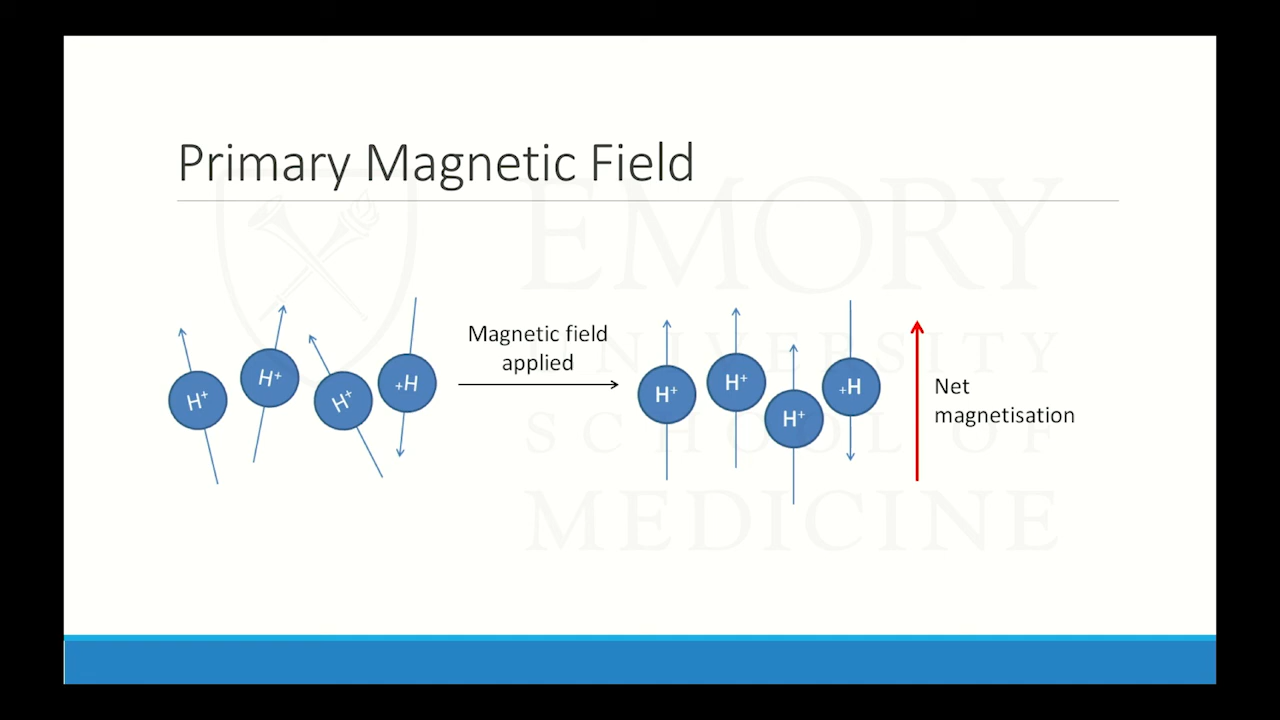 Primary Magnetic Field
EMORY
UNIVERSITY
SCHOOL OF
MEDICINE
H+
H+
H+
+H
Magnetic field
applied
H+
H+
H+
+H
Net
magnetisation